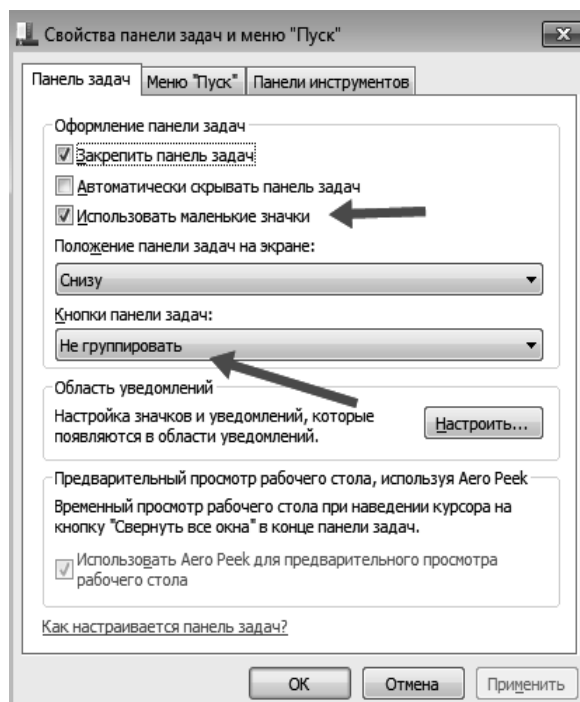 Свойства панели задач и меню "Пуск"
Панель задач
Меню "Пуск"
Панели инструментов
Оформление панели задач
Закрепить панель задач
Автоматически скрывать панель задач
Использовать маленькие значки
Положение панели задач на экране:
Снизу
Кнопки панели задач:
Не группировать
Область уведомлений
Настройка значков и уведомлений, которые
появляются в области уведомлений.
Настроить...
Предварительный просмотр рабочего стола, используя Aero Peek
Временный просмотр рабочего стола при наведении курсора на
кнопку "Свернуть все окна" в конце панели задач.
Использовать Aero Peek для предварительного просмотра
рабочего стола
Как настраивается панель задач?
ОК
Отмена
Применить